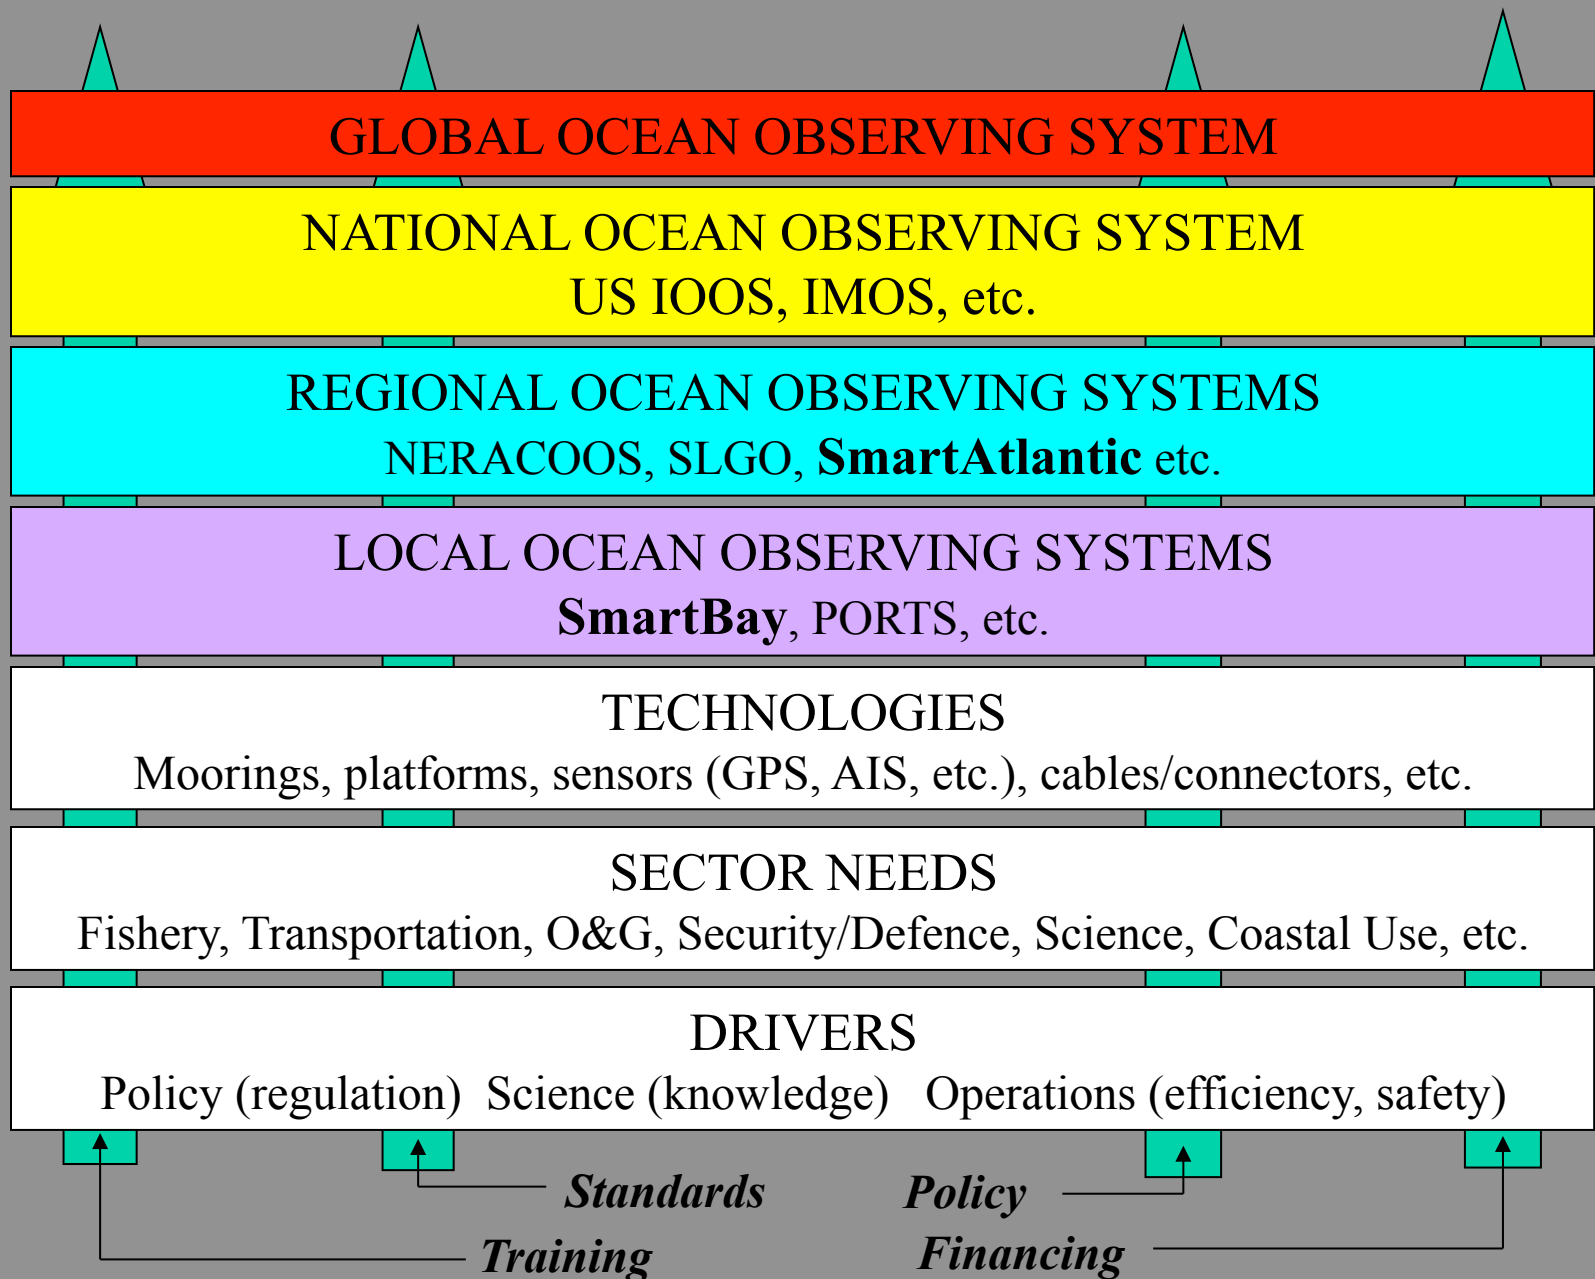 GLOBAL OCEAN OBSERVING SYSTEM
NATIONAL OCEAN OBSERVING SYSTEM
US IOOS, IMOS, etc.
REGIONAL OCEAN OBSERVING SYSTEMS
NERACOOS, SLGO, SmartAtlantic etc.
LOCAL OCEAN OBSERVING SYSTEMS
SmartBay, PORTS, etc.
TECHNOLOGIES
Moorings, platforms, sensors (GPS, AIS, etc.), cables/connectors, etc.
SECTOR NEEDS
Fishery, Transportation, O&G, Security/Defence, Science, Coastal Use, etc.
DRIVERS
Policy (regulation) Science (knowledge) Operations (efficiency, safety)
Standards
Policy
Training
Financing